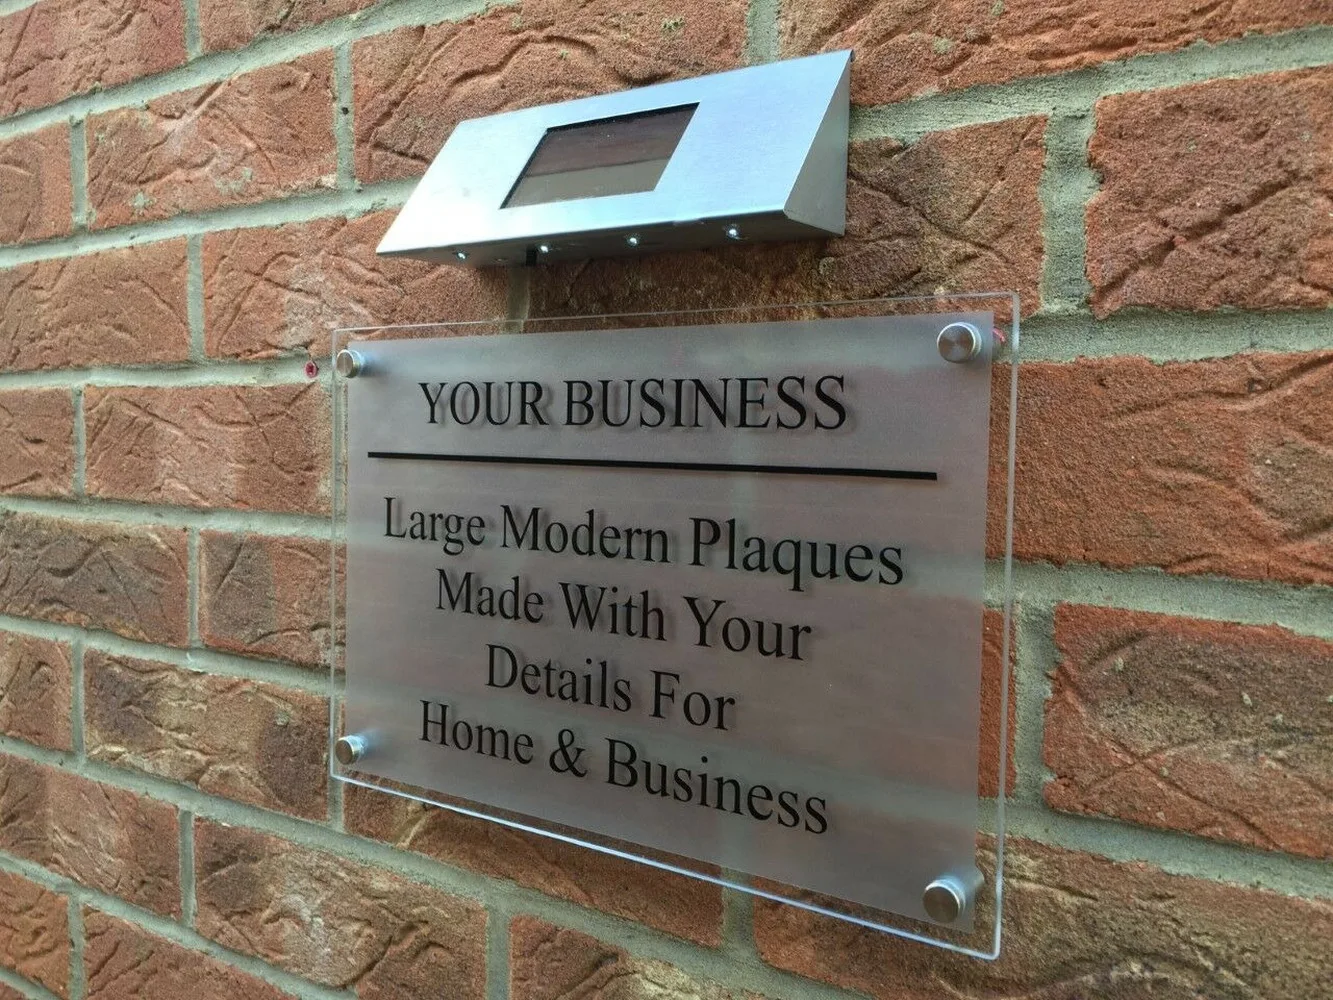 YOUR BUSINESS
Large Modern Plaques
Made With Your
Details For
Home & Business